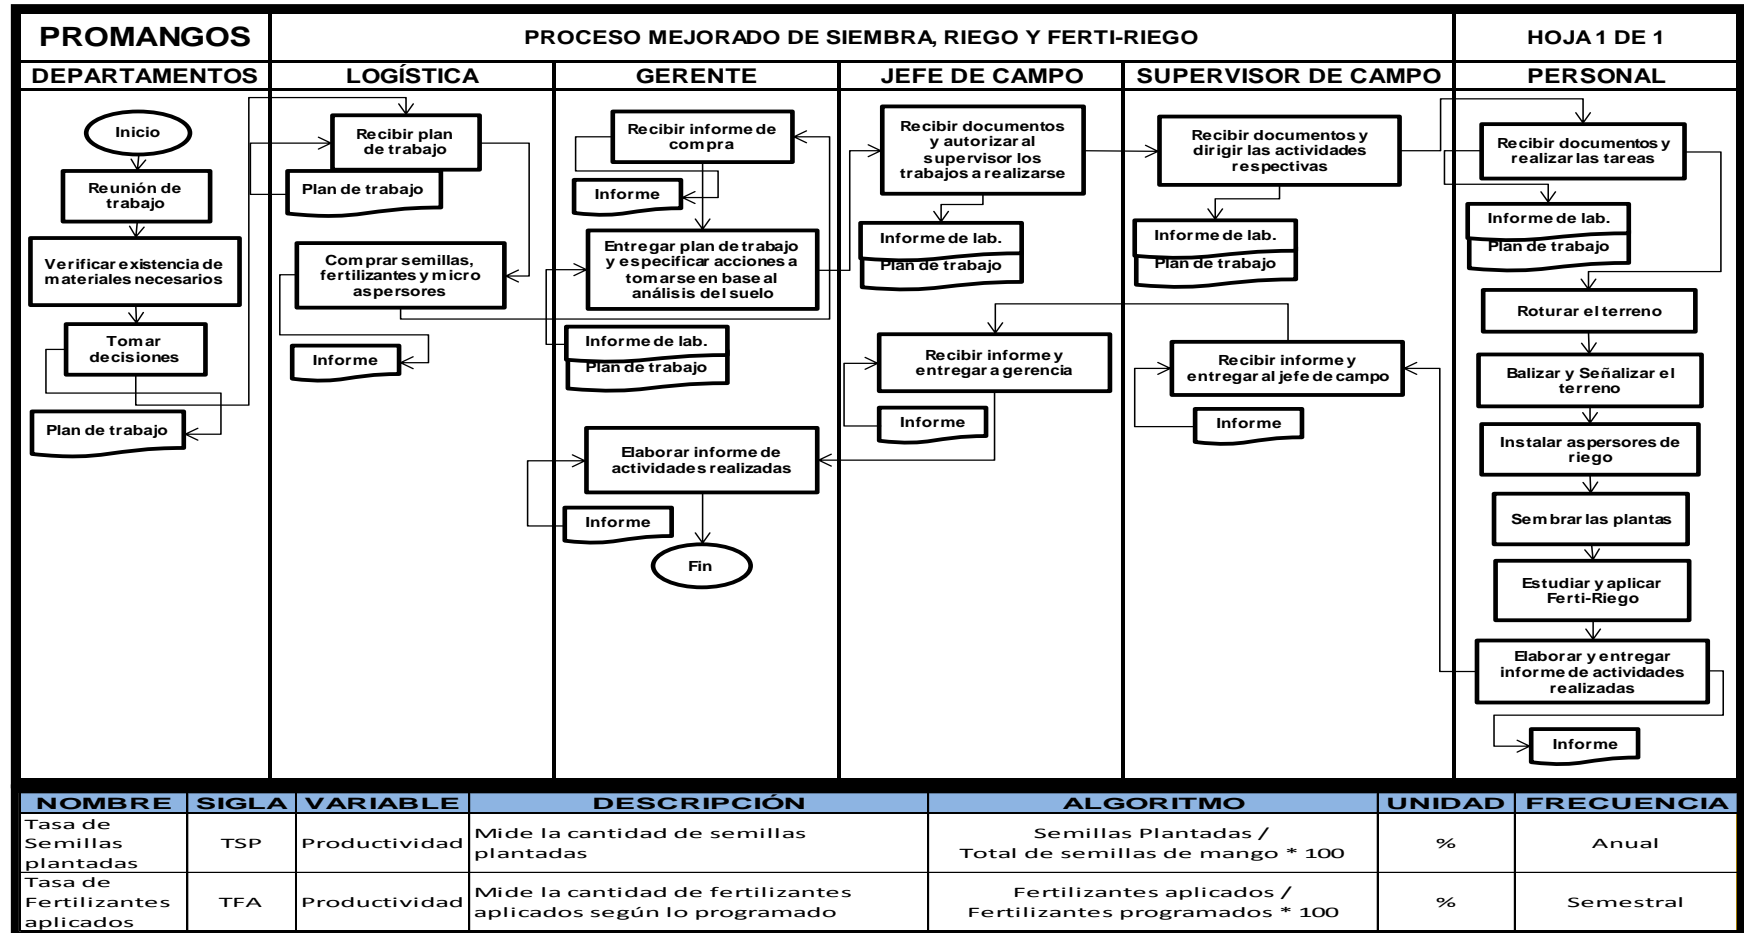 PROMANGOS
PROCESO MEJORADO DE SIEMBRA, RIEGO Y FERTI-RIEGO
HOJA 1 DE 1
DEPARTAMENTOS
LOGÍSTICA
GERENTE
JEFE DE CAMPO
SUPERVISOR DE CAMPO
PERSONAL
Inicio
Reunión de
trabajo
Verificar existencia de
materiales necesarios
Tomar
decisiones
Plan de trabajo
Recibir plan
de trabajo
Plan de trabajo
Comprar semillas,
fertilizantes y micro
aspersores
Informe
Recibir informe de
compra
Informe
Entregar plan de trabajo
y especificar acciones a
tomarse en base al
análisis del suelo
Informe de lab.
Plan de trabajo
Elaborar informe de
actividades realizadas
Informe
Fin
Recibir documentos
y autorizar al
supervisor los
trabajos a realizarse
Informe de lab.
Plan de trabajo
Recibir informe y
entregar a gerencia
Informe
Recibir documentos y
dirigir las actividades
respectivas
Informe de lab.
Plan de trabajo
Recibir informe y
entregar al jefe de campo
Informe
Recibir documentos y
realizar las tareas
Informe de lab.
Plan de trabajo
Roturar el terreno
Balizar y Señalizar el
terreno
Instalar aspersores de
riego
Sembrar las plantas
Estudiar y aplicar
Ferti-Riego
Elaborar y entregar
informe de actividades
realizadas
Informe
NOMBRE SIGLA VARIABLE DESCRIPCIÓN ALGORITMO UNIDAD FRECUENCIA
Tasa de
Semillas
plantadas
TSP
Productividad
Mide la cantidad de semillas
plantadas
Semillas Plantadas /
Total de semillas de mango * 100
%
Anual
Tasa de
Fertilizantes
aplicados
TFA
Productividad
Mide la cantidad de fertilizantes
aplicados según lo programado
Fertilizantes aplicados /
Fertilizantes programados * 100
%
Semestral